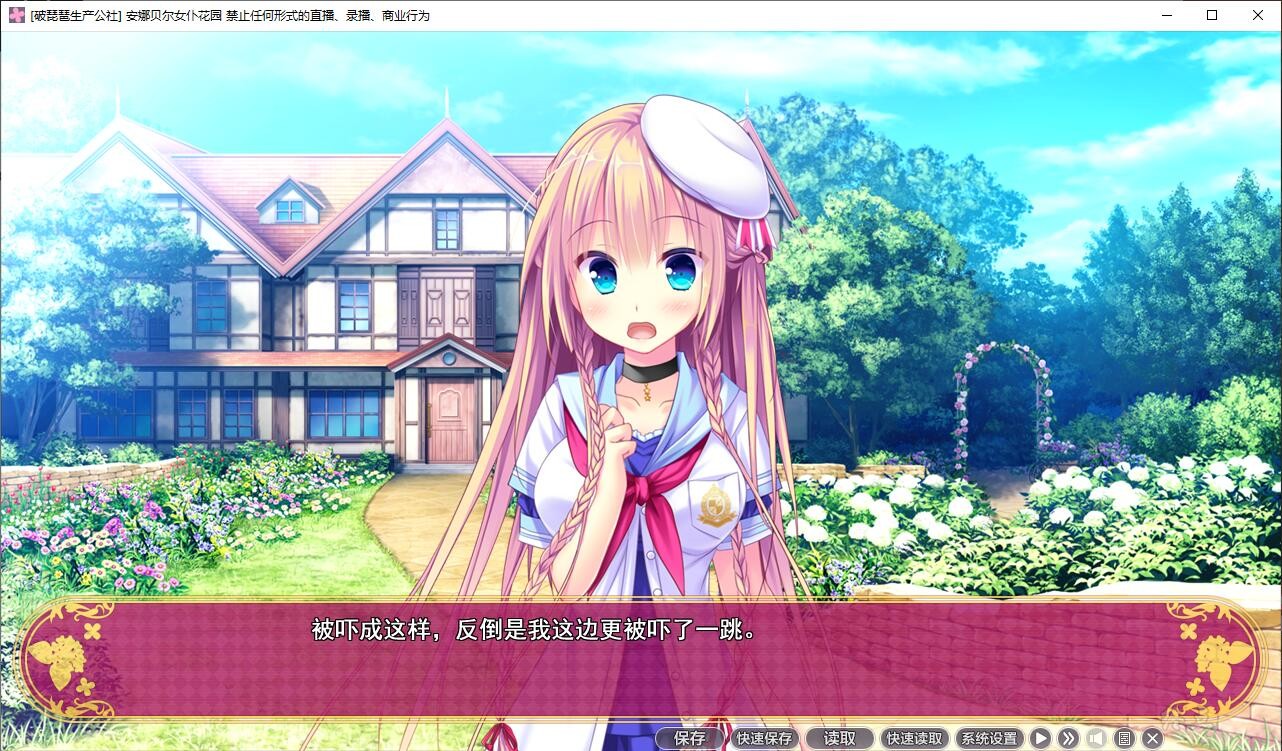 [破琵琶生产公社] 安娜贝尔女仆花园 禁止任何形式的直播、录播、商业行为
被吓成这样，反倒是我这边更被吓了一跳。
保存 快速保存 读取 快速读取 系统设置